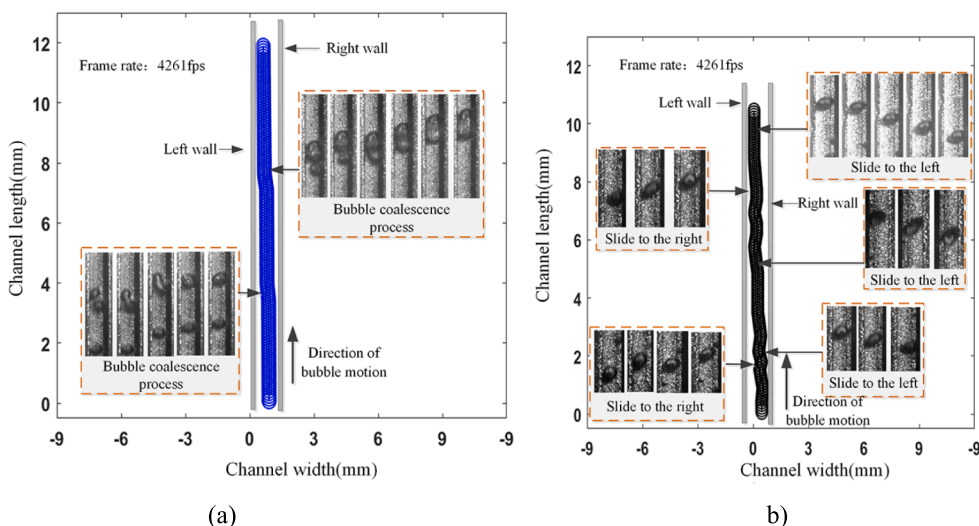 (a)
12
10
8
6
4
2
0
Channel length(mm)
Frame rate: 4261fps
Right wall
Left wall
Bubble coalescence
process
Bubble coalescence
process
Direction of
bubble motion
-9
-6
-3
0
3
6
9
-9
Channel width(mm)
(a)
b)
12
10
8
6
4
2
0
Channel length(mm)
Frame rate: 4261fps
Left wall
Slide to the left
Slide to the right
Right wall
Slide to the left
Slide to the right
Slide to the left
Direction of
bubble motion
-9
-6
-3
0
3
6
9
-9
Channel width(mm)
b)